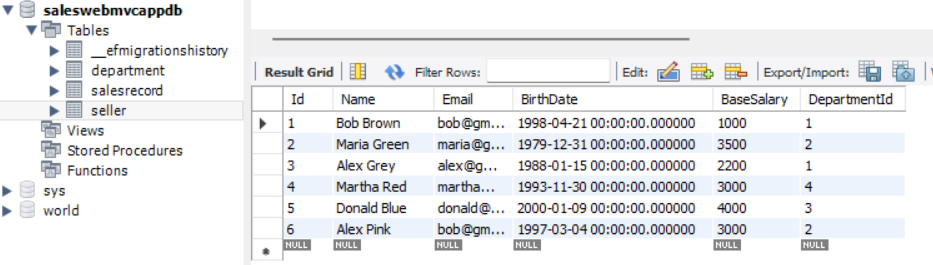 saleswebmvcappdb
Tables
__efmigrationshistory
department
salesrecord
seller
Views
Stored Procedures
Functions
sys
world
Result Grid Filter Rows: Edit: Export/Import:
Id Name Email BirthDate BaseSalary DepartmentId
1 Bob Brown bob@gm... 1998-04-21 00:00:00.000000 1000 1
2 Maria Green maria@g... 1979-12-31 00:00:00.000000 3500 2
3 Alex Grey alex@g... 1988-01-15 00:00:00.000000 2200 1
4 Martha Red martha... 1993-11-30 00:00:00.000000 3000 4
5 Donald Blue donald@... 2000-01-09 00:00:00.000000 4000 3
6 Alex Pink bob@gm... 1997-03-04 00:00:00.000000 3000 2
NULL NULL NULL NULL NULL NULL